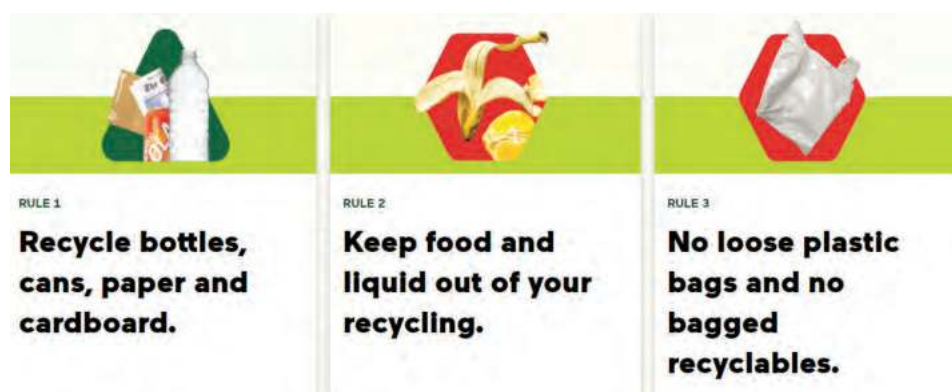 RULE 1
Recycle bottles,
cans, paper and
cardboard.
RULE 2
Keep food and
liquid out of your
recycling.
RULE 3
No loose plastic
bags and no
bagged
recyclables.